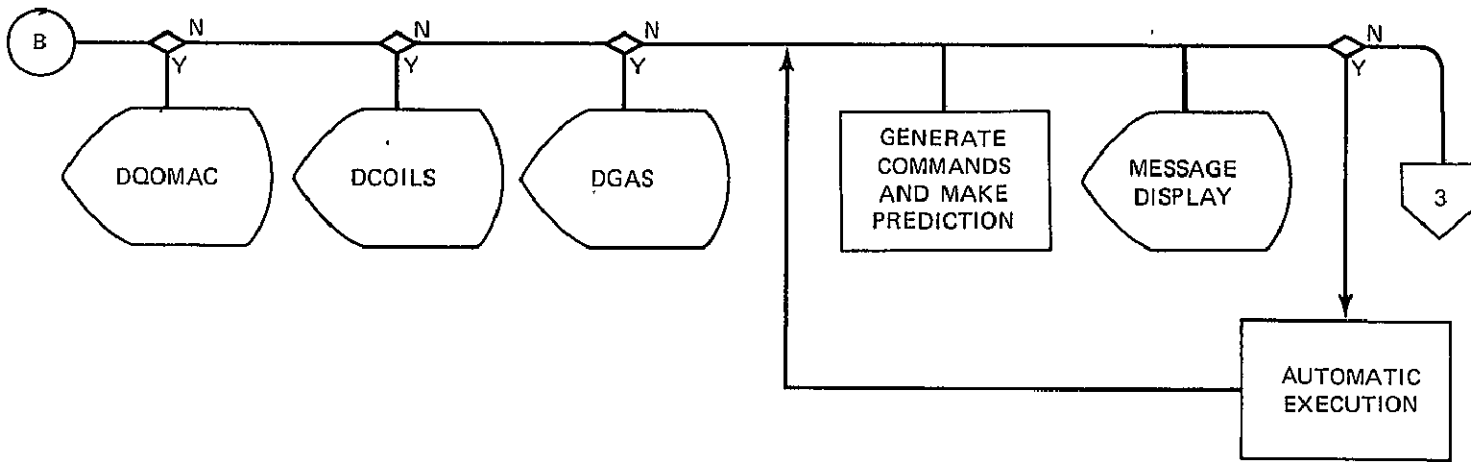 B
N
Y
N
Y
N
Y
N
Y
DQOMAC
DCOILS
DGAS
GENERATE
COMMANDS
AND MAKE
PREDICTION
MESSAGE
DISPLAY
3
AUTOMATIC
EXECUTION